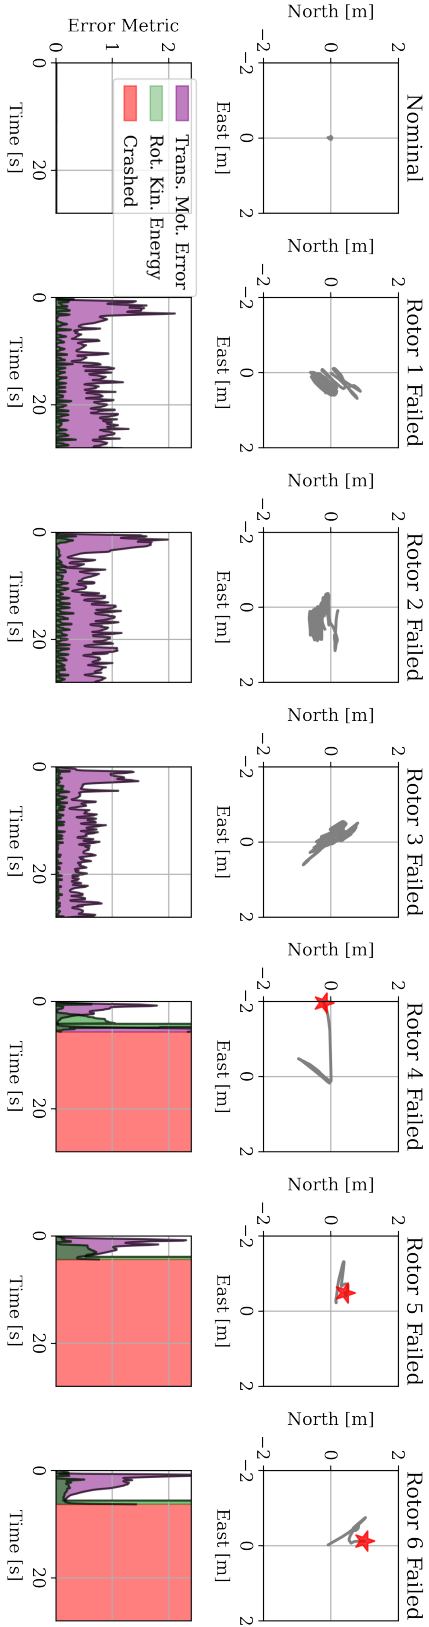 Nominal
North [m]
2
0
−2
−2 0 2
East [m]
Rotor 1 Failed
North [m]
2
0
−2
−2 0 2
East [m]
Rotor 2 Failed
North [m]
2
0
−2
−2 0 2
East [m]
Rotor 3 Failed
North [m]
2
0
−2
−2 0 2
East [m]
Rotor 4 Failed
North [m]
2
0
−2
−2 0 2
East [m]
Rotor 5 Failed
North [m]
2
0
−2
−2 0 2
East [m]
Rotor 6 Failed
North [m]
2
0
−2
−2 0 2
East [m]
Error Metric
2
1
0
Trans. Mot. Error
Rot. Kin. Energy
Crashed
0 20
Time [s]
0 20
Time [s]
0 20
Time [s]
0 20
Time [s]
0 20
Time [s]
0 20
Time [s]
0 20
Time [s]